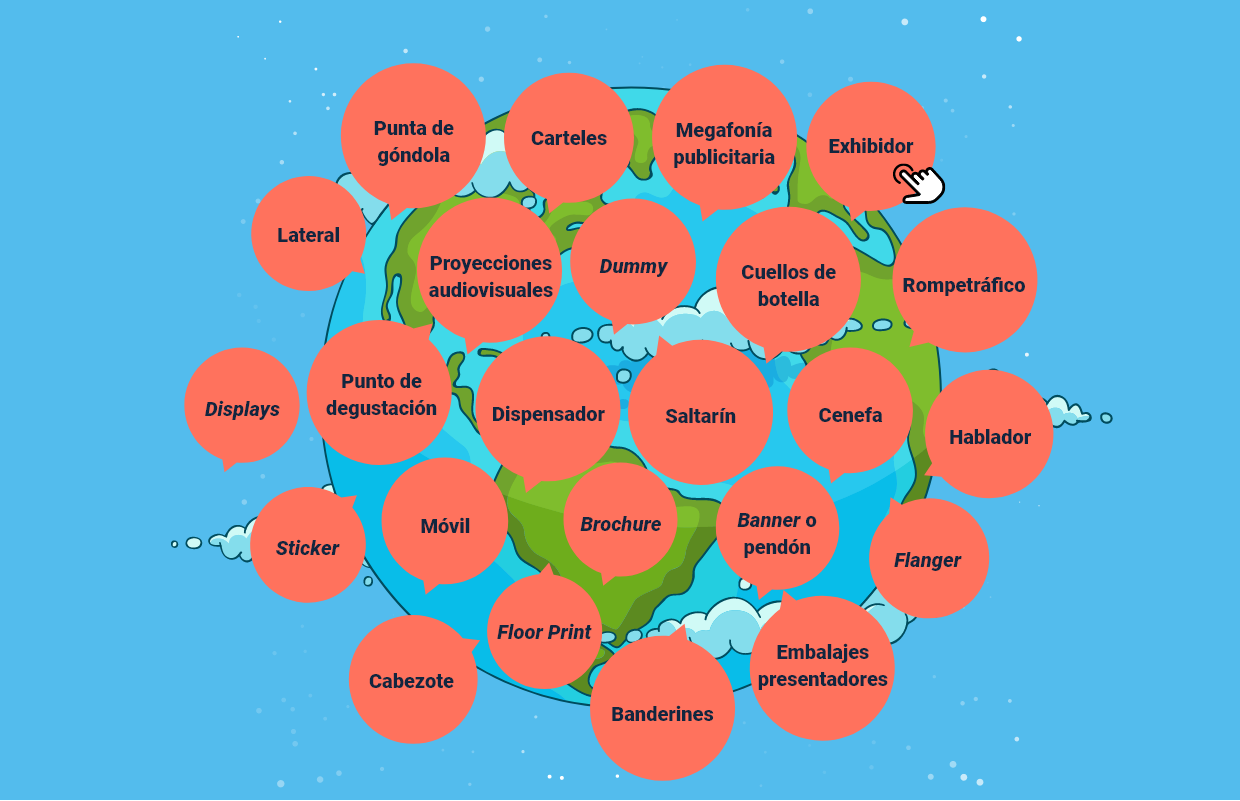 Punta de
góndola
Carteles
Megafonía
publicitaria
Exhibidor
Lateral
Proyecciones
audiovisuales
Dummy
Cuellos de
botella
Rompetráfico
Displays
Punto de
degustación
Dispensador
Saltarín
Cenefa
Hablador
Sticker
Móvil
Brochure
Banner o
pendón
Flanger
Cabezote
Floor Print
Banderines
Embalajes
presentadores